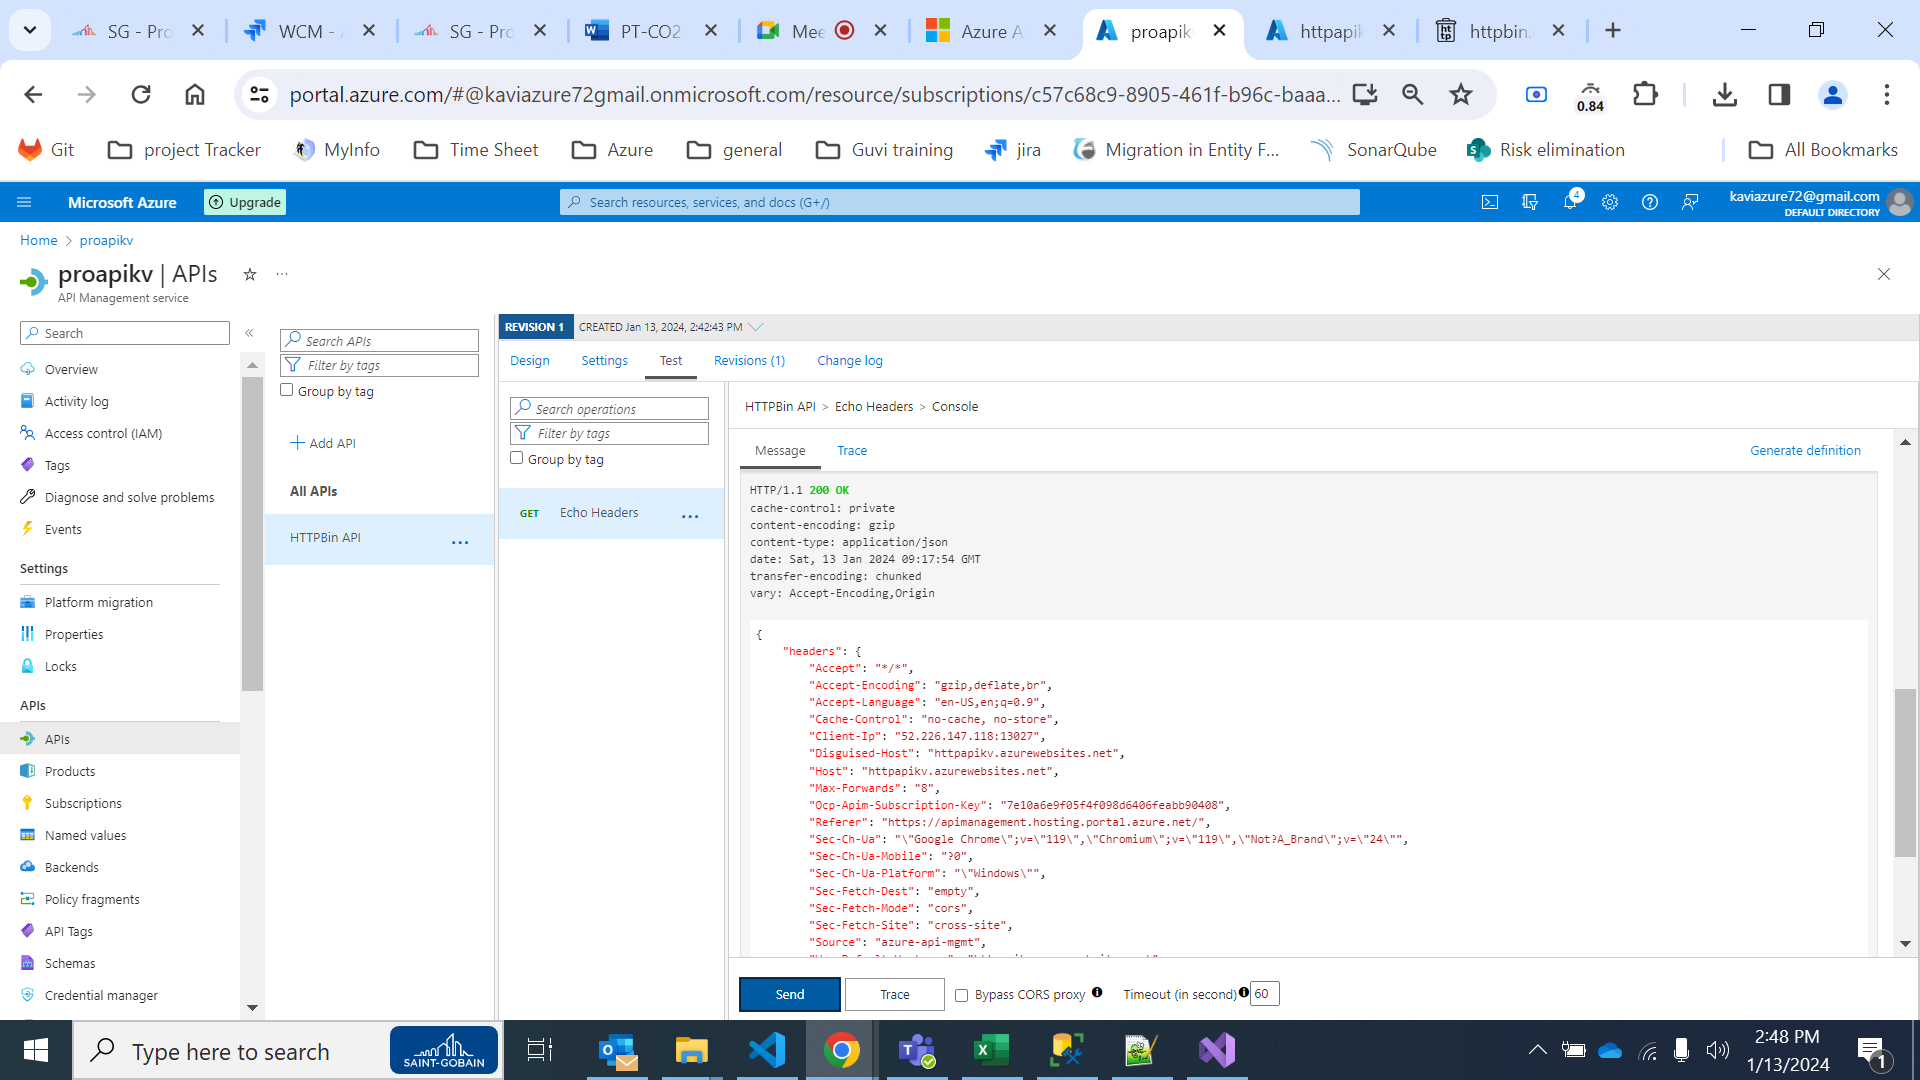 SG - Pro
WCM - A
SG - Pro
PT-CO2
Mee
Azure A
proapikv
httpapik
httpbin.
portal.azure.com/#@kaviazure72gmail.onmicrosoft.com/resource/subscriptions/c57c68c9-8905-461f-b96c-baaa...
0.84
Git
project Tracker
MyInfo
Time Sheet
Azure
general
Guvi training
jira
Migration in Entity F...
SonarQube
Risk elimination
All Bookmarks
Microsoft Azure
Upgrade
Search resources, services, and docs (G+/)
4
kaviazure72@gmail.com
DEFAULT DIRECTORY
Home > proapikv
proapikv | APIs
API Management service
Search
Overview
Activity log
Access control (IAM)
Tags
Diagnose and solve problems
Events
Settings
Platform migration
Properties
Locks
APIs
APIs
Products
Subscriptions
Named values
Backends
Policy fragments
API Tags
Schemas
Credential manager
Search APIs
Filter by tags
Group by tag
+ Add API
All APIs
HTTPBin API
REVISION 1
CREATED Jan 13, 2024, 2:42:43 PM
Design
Settings
Test
Revisions (1)
Change log
Search operations
Filter by tags
Group by tag
GET Echo Headers
HTTPBin API > Echo Headers > Console
Message
Trace
Generate definition
HTTP/1.1 200 OK
cache-control: private
content-encoding: gzip
content-type: application/json
date: Sat, 13 Jan 2024 09:17:54 GMT
transfer-encoding: chunked
vary: Accept-Encoding,Origin
{
"headers": {
"Accept": "*/*",
"Accept-Encoding": "gzip,deflate,br",
"Accept-Language": "en-US,en;q=0.9",
"Cache-Control": "no-cache, no-store",
"Client-Ip": "52.226.147.118:13027",
"Disguised-Host": "httpapikv.azurewebsites.net",
"Host": "httpapikv.azurewebsites.net",
"Max-Forwards": "8",
"Ocp-Apim-Subscription-Key": "7e10a6e9f05f4f098d6406feabb90408",
"Referer": "https://apimanagement.hosting.portal.azure.net/",
"Sec-Ch-Ua": "\"Google Chrome\";v=\"119\",\"Chromium\";v=\"119\",\"Not?A_Brand\";v=\"24\"",
"Sec-Ch-Ua-Mobile": "?0",
"Sec-Ch-Ua-Platform": "\"Windows\"",
"Sec-Fetch-Dest": "empty",
"Sec-Fetch-Mode": "cors",
"Sec-Fetch-Site": "cross-site",
"Source": "azure-api-mgmt",
Send
Trace
Bypass CORS proxy
Timeout (in second)
60
Type here to search
SAINT-GOBAIN
2:48 PM
1/13/2024
1